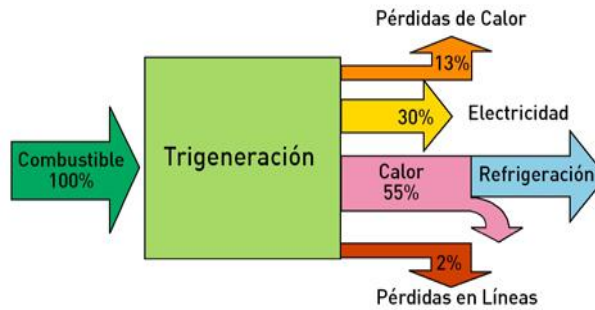 Pérdidas de Calor
13%
30%
Electricidad
Combustible
100%
Trigeneración
Calor
55%
Refrigeración
2%
Pérdidas en Líneas